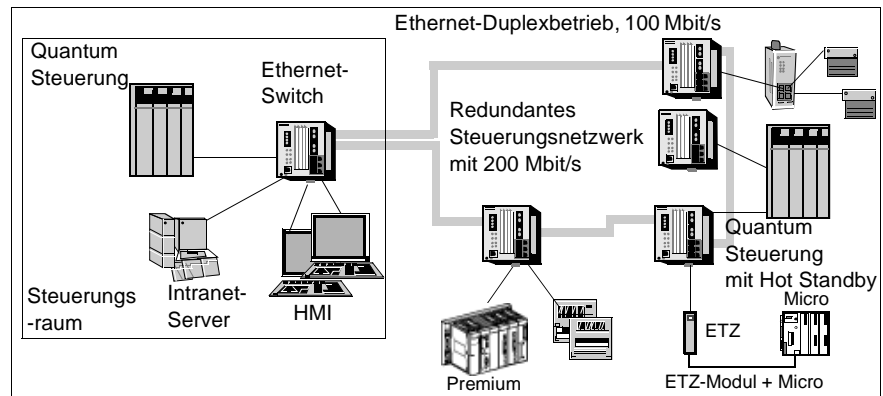 Ethernet-Duplexbetrieb, 100 Mbit/s
Quantum
Steuerung
Ethernet-
Switch
Redundantes
Steuerungsnetzwerk
mit 200 Mbit/s
Quantum
Steuerung
mit Hot Standby
Steuerungs
-raum
Intranet-
Server
HMI
Micro
ETZ
Premium
ETZ-Modul + Micro